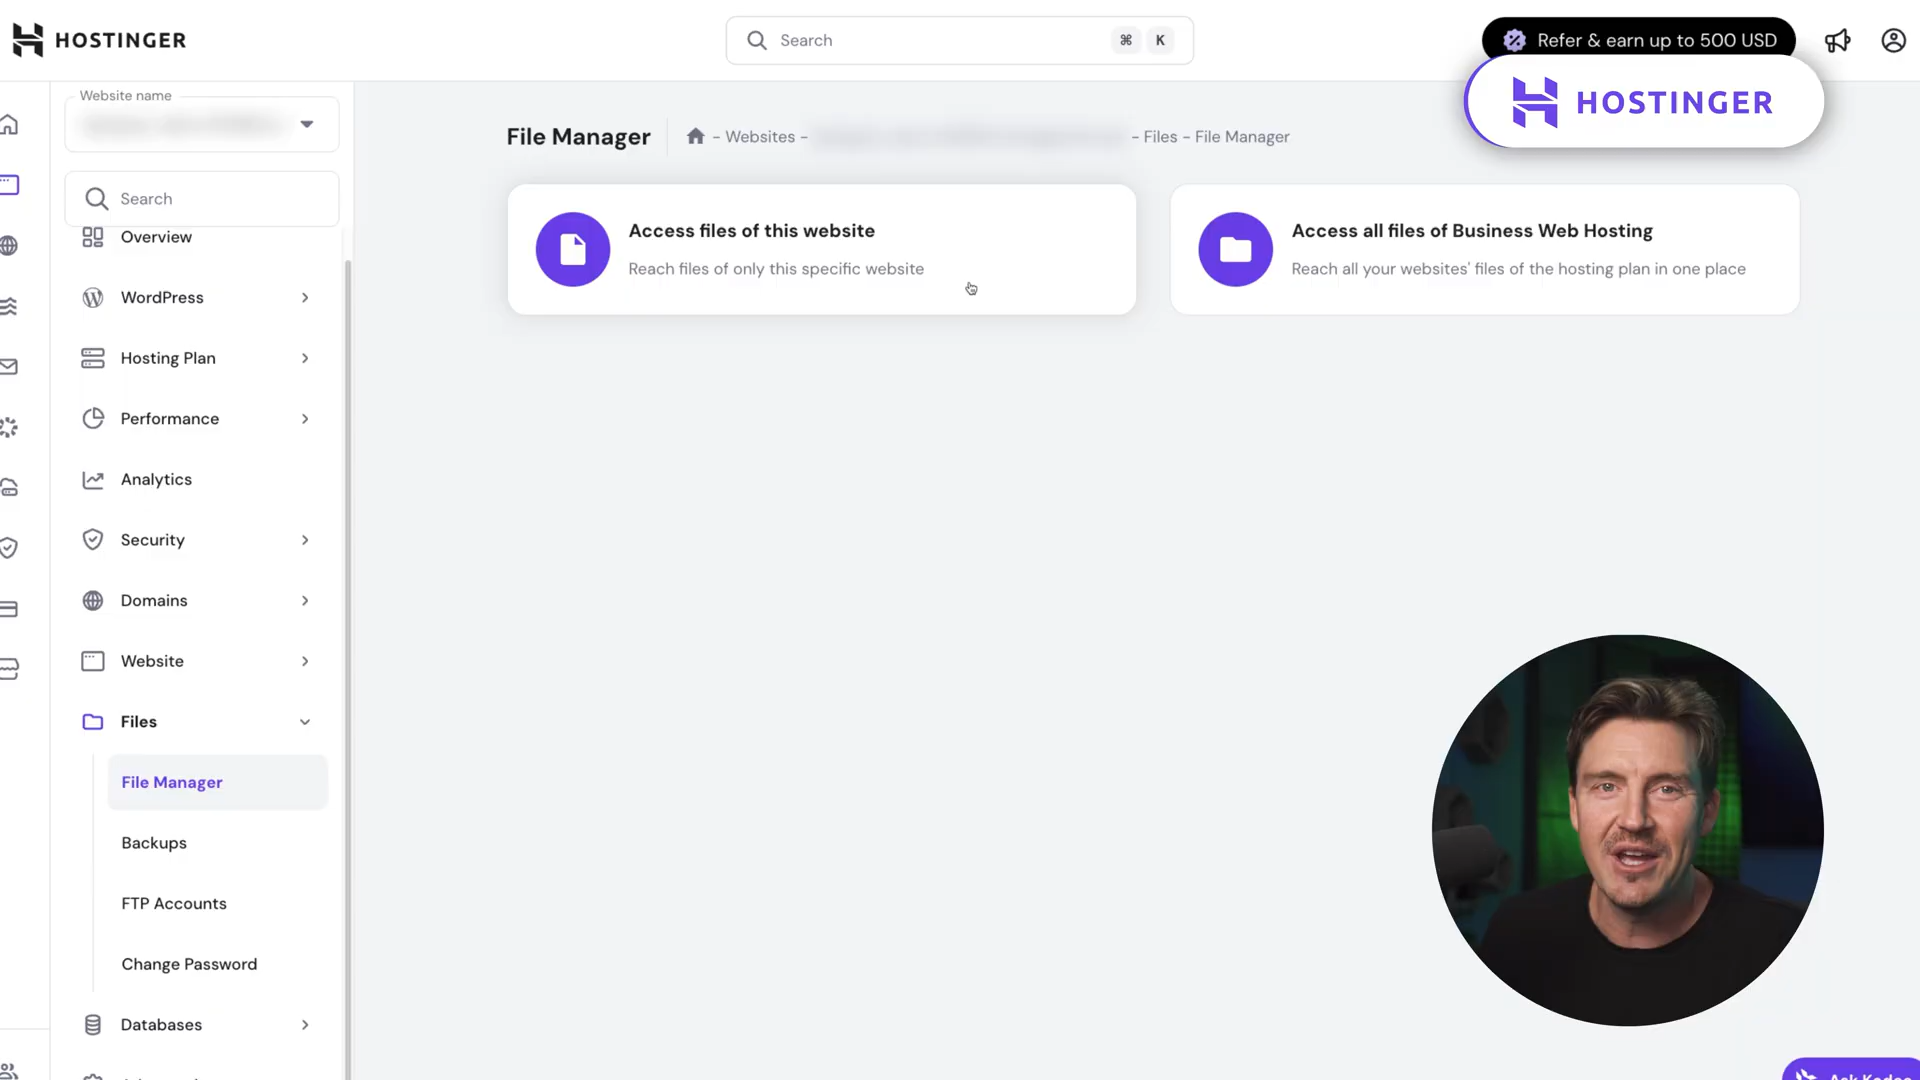 HOSTINGER
Search
⌘ K
Refer & earn up to 500 USD
HOSTINGER
Website name
Search
Overview
WordPress
Hosting Plan
Performance
Analytics
Security
Domains
Website
Files
File Manager
Backups
FTP Accounts
Change Password
Databases
File Manager
- Websites -
- Files - File Manager
Access files of this website
Reach files of only this specific website
Access all files of Business Web Hosting
Reach all your websites' files of the hosting plan in one place